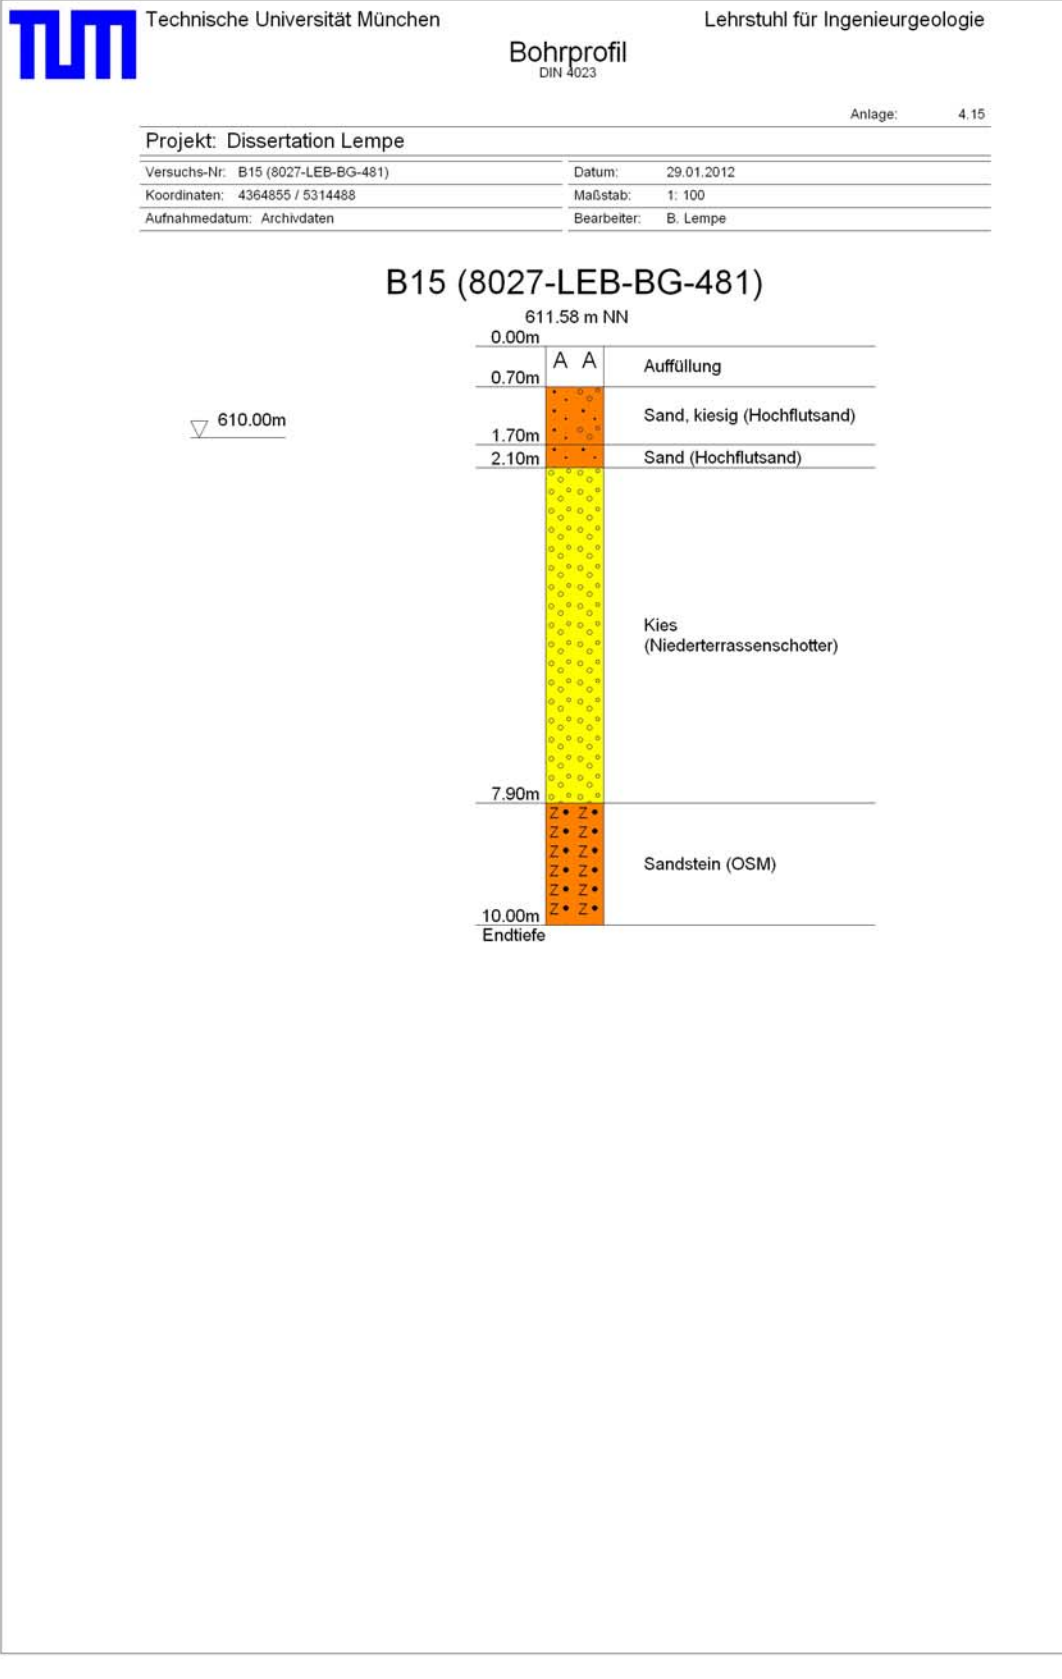 TUM Technische Universität München Lehrstuhl für Ingenieurgeologie
Bohrprofil
DIN 4023
Anlage: 4.15
Projekt: Dissertation Lempe
Versuchs-Nr: B15 (8027-LEB-BG-481) Datum: 29.01.2012
Koordinaten: 4364855 / 5314488 Maßstab: 1: 100
Aufnahmedatum: Archivdaten Bearbeiter: B. Lempe
B15 (8027-LEB-BG-481)
611.58 m NN
0.00m
A A Auffüllung
0.70m
610.00m
Sand, kiesig (Hochflutsand)
1.70m
2.10m Sand (Hochflutsand)
Kies
(Niederterrassenschotter)
7.90m
Z Z
Z Z
Z Z
Sandstein (OSM)
Z Z
Z Z
10.00m Z Z
Endtiefe